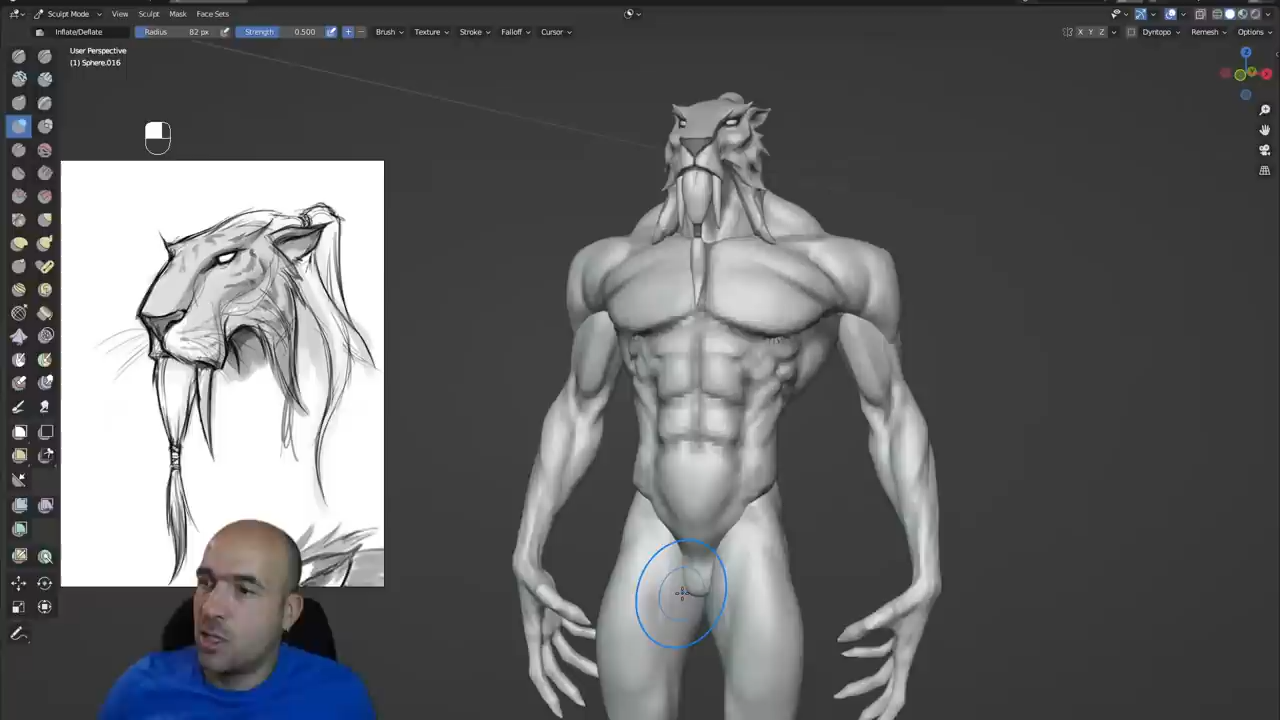 Sculpt Mode View Sculpt Mask Face Sets
Inflate/Deflate Radius 82 px Strength 0.500 Brush Texture Stroke Falloff Cursor X Y Z Dyntopo Remesh Options
User Perspective
(1) Sphere.016
Z
X
Y